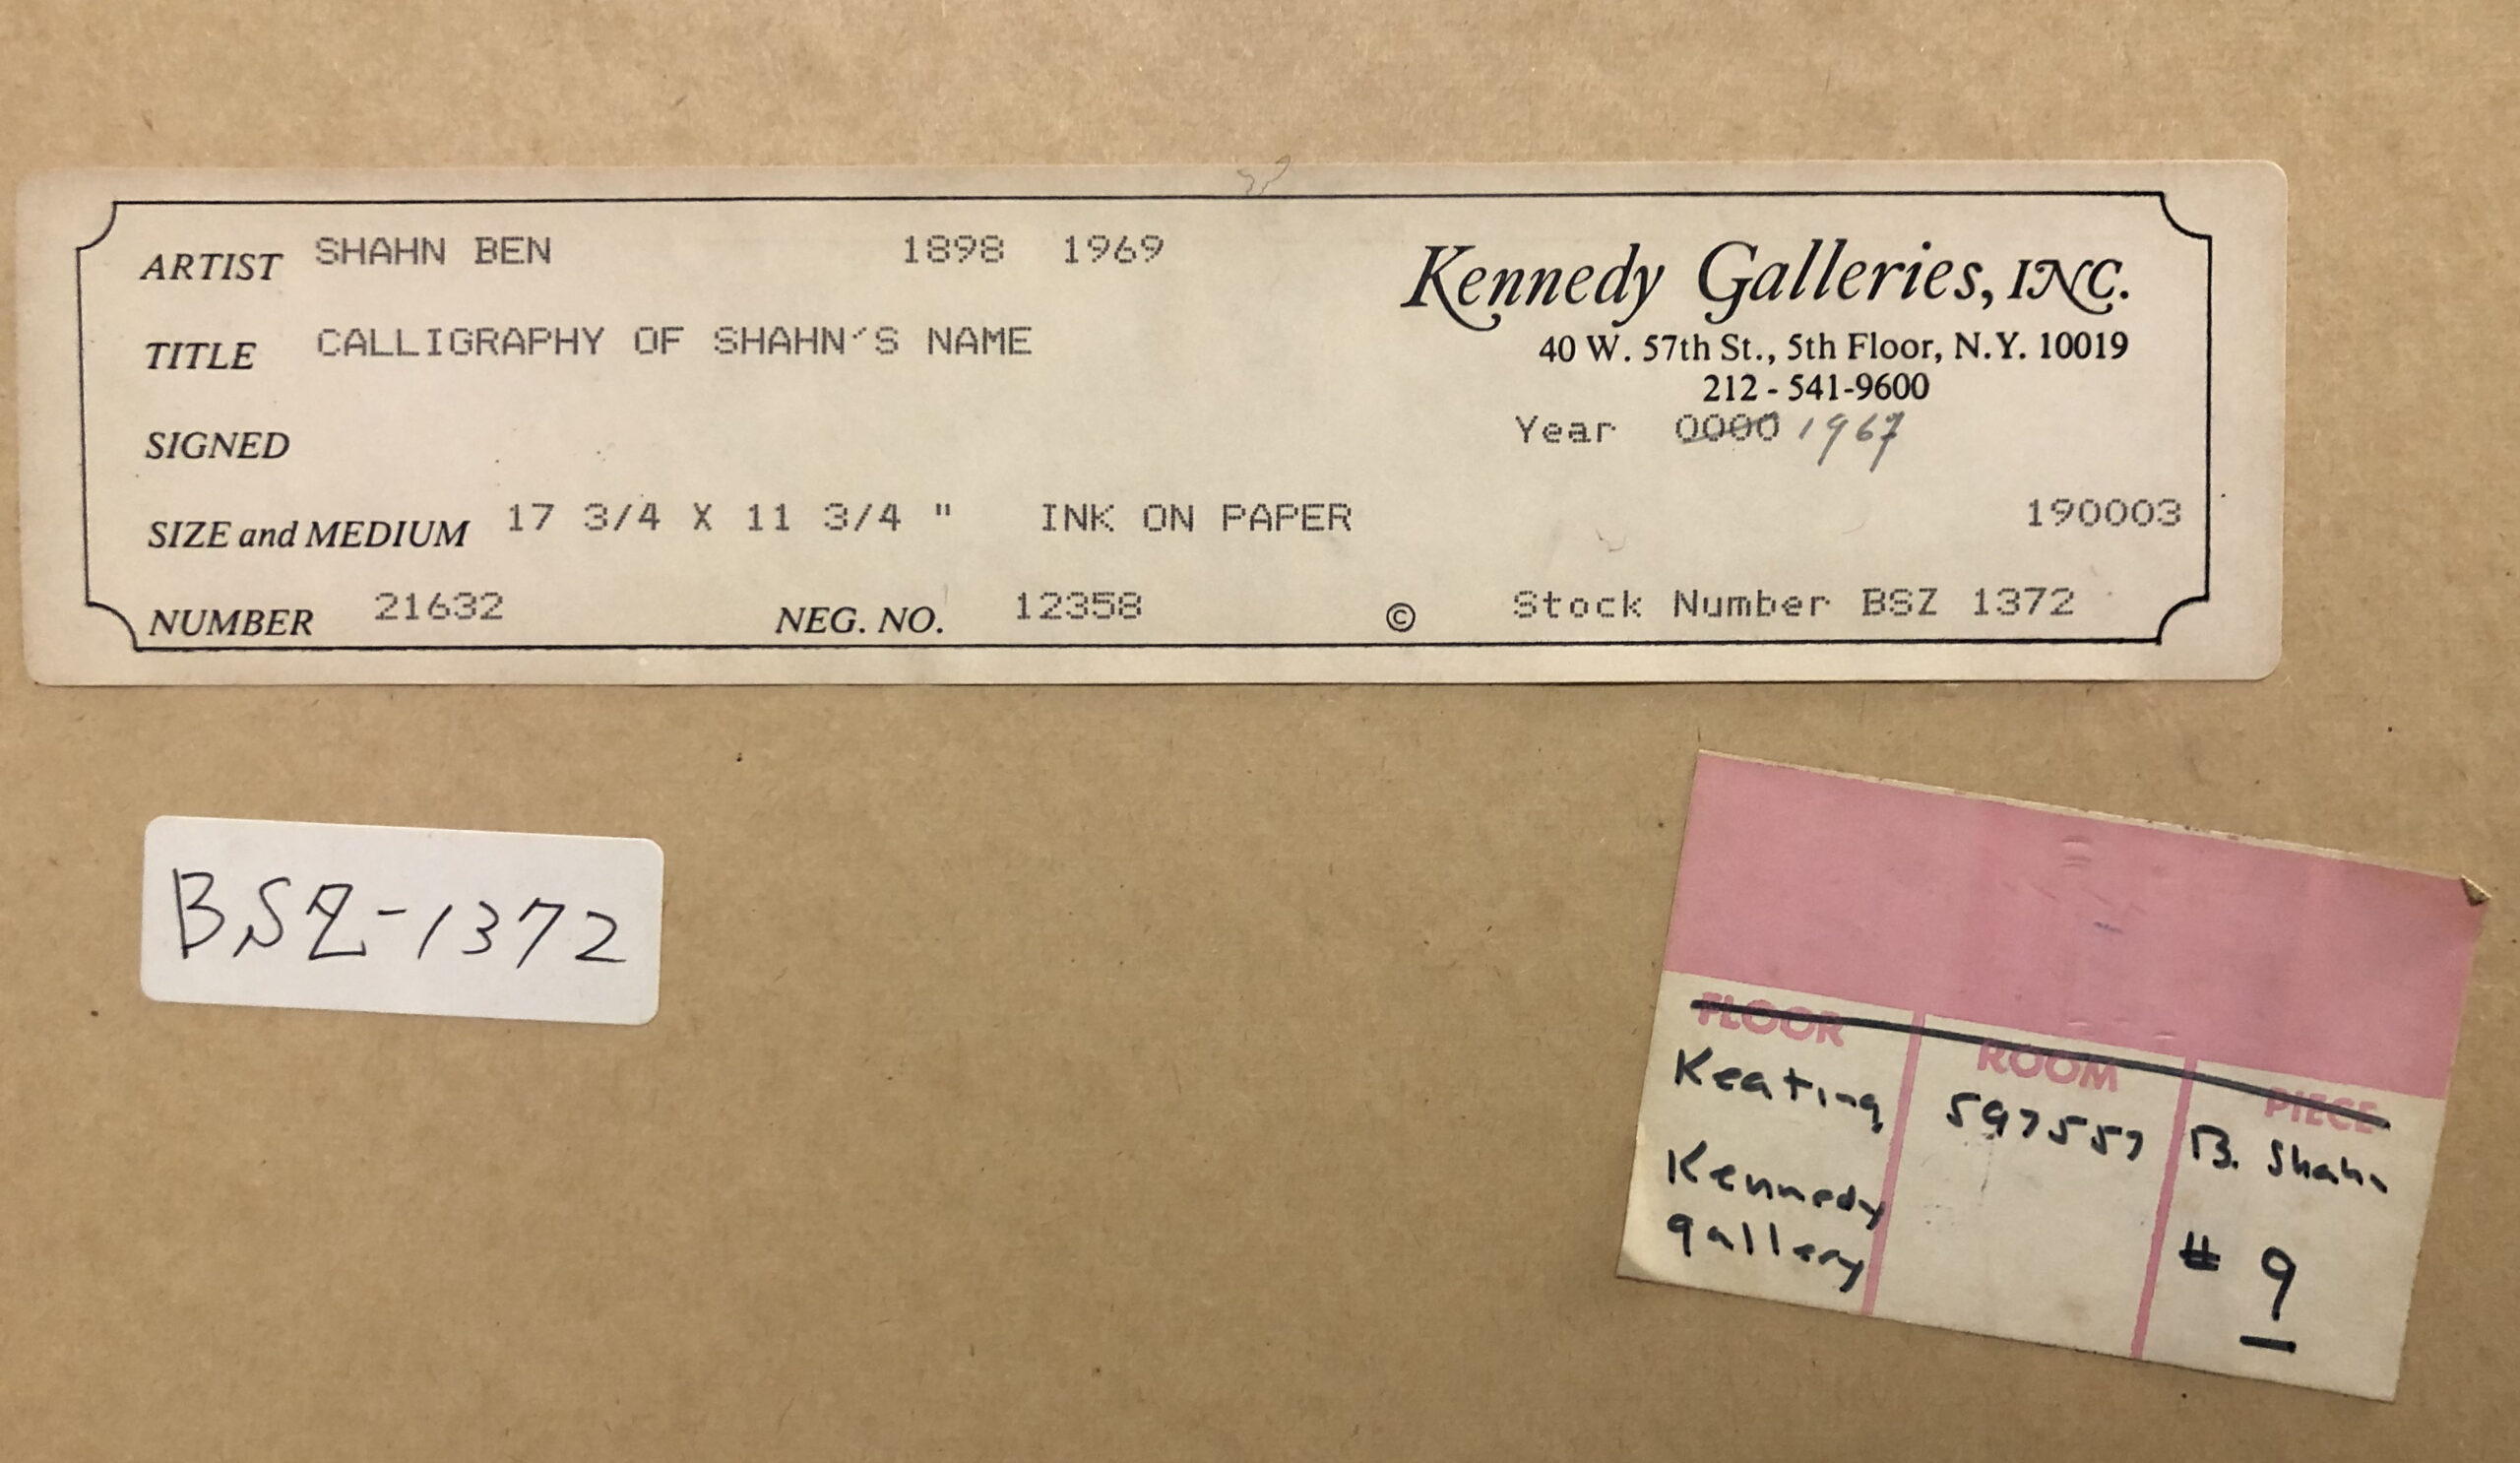 ARTIST SHAHN BEN 1898 1969
TITLE CALLIGRAPHY OF SHAHN'S NAME
SIGNED
SIZE and MEDIUM 17 3/4 X 11 3/4 " INK ON PAPER
NUMBER 21632 NEG. NO. 12358 ©
Kennedy Galleries, INC.
40 W. 57th St., 5th Floor, N.Y. 10019
212 - 541-9600
Year 0000 1967
190003
Stock Number BSZ 1372
BSZ-1372
FLOOR ROOM PIECE
Keating 597557 B. Shahn
Kennedy
gallery # 9